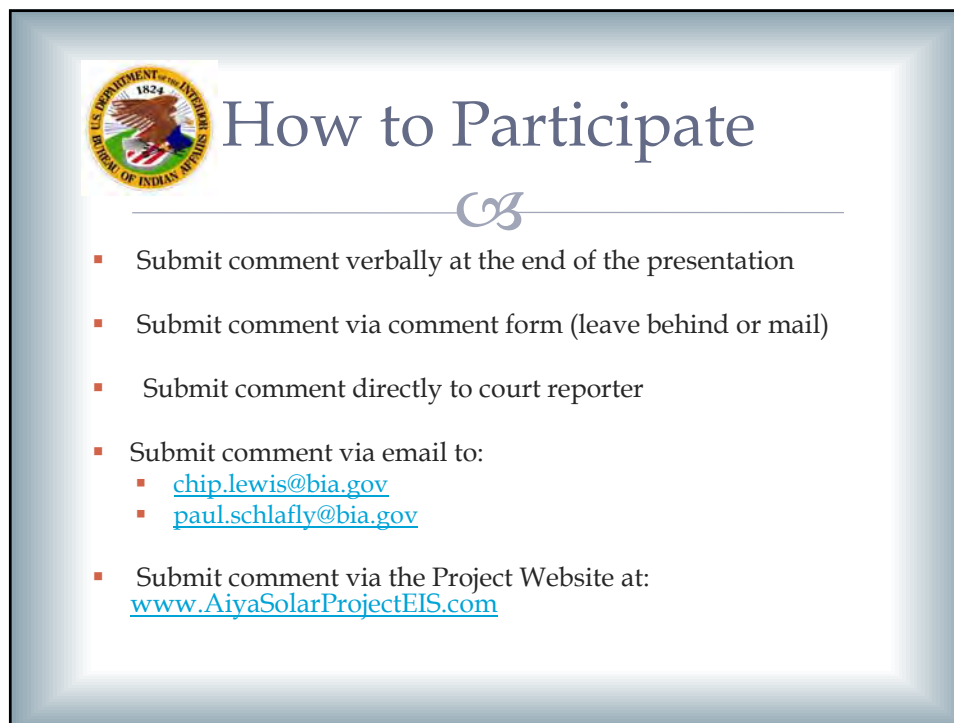 U.S. DEPARTMENT OF THE INTERIOR
1824
BUREAU OF INDIAN AFFAIRS
How to Participate
Submit comment verbally at the end of the presentation
Submit comment via comment form (leave behind or mail)
Submit comment directly to court reporter
Submit comment via email to:
chip.lewis@bia.gov
paul.schlafly@bia.gov
Submit comment via the Project Website at:
www.AiyaSolarProjectEIS.com